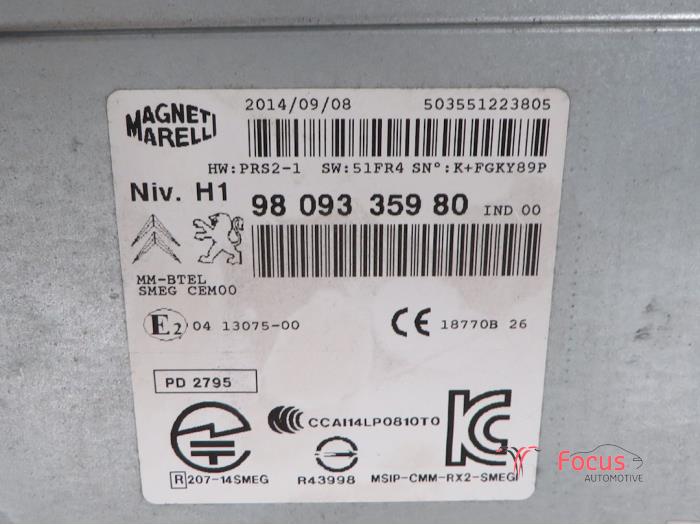 MAGNETI MARELLI
2014/09/08 503551223805
HW:PRS2-1 SW:51FR4 SN°:K+FGKY89P
Niv. H1
98 093 359 80 IND 00
MM-BTEL
SMEG CEM00
E2 04 13075-00 CE 18770B 26
PD 2795
CCAI14LP0810T0
R 207-14SMEG R43998 MSIP-CMM-RX2-SMEGI
Focus
AUTOMOTIVE